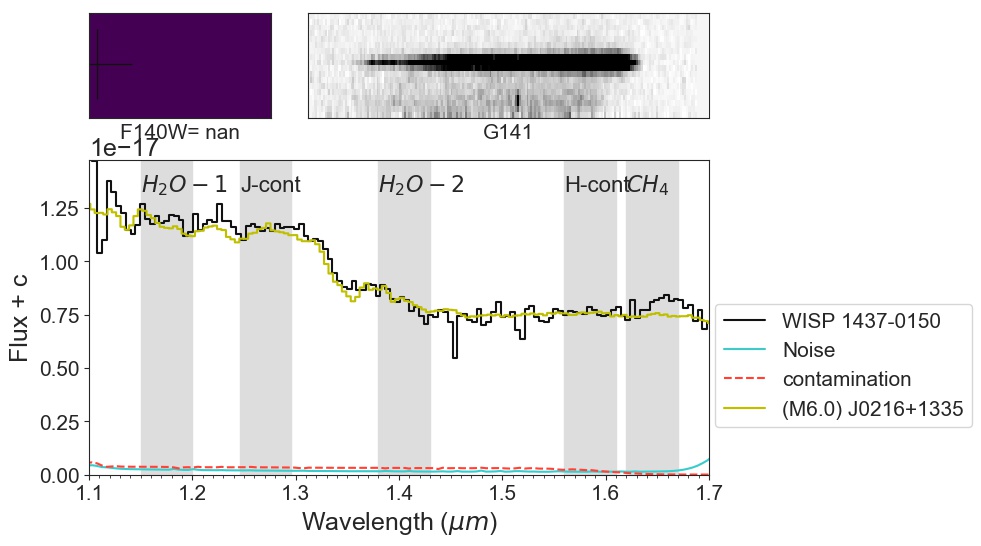 F140W= nan
G141
1e−17
H₂O − 1
J-cont
H₂O − 2
H-cont
CH₄
1.25
1.00
0.75
0.50
0.25
0.00
Flux + c
1.1
1.2
1.3
1.4
1.5
1.6
1.7
Wavelength (μm)
WISP 1437-0150
Noise
contamination
(M6.0) J0216+1335